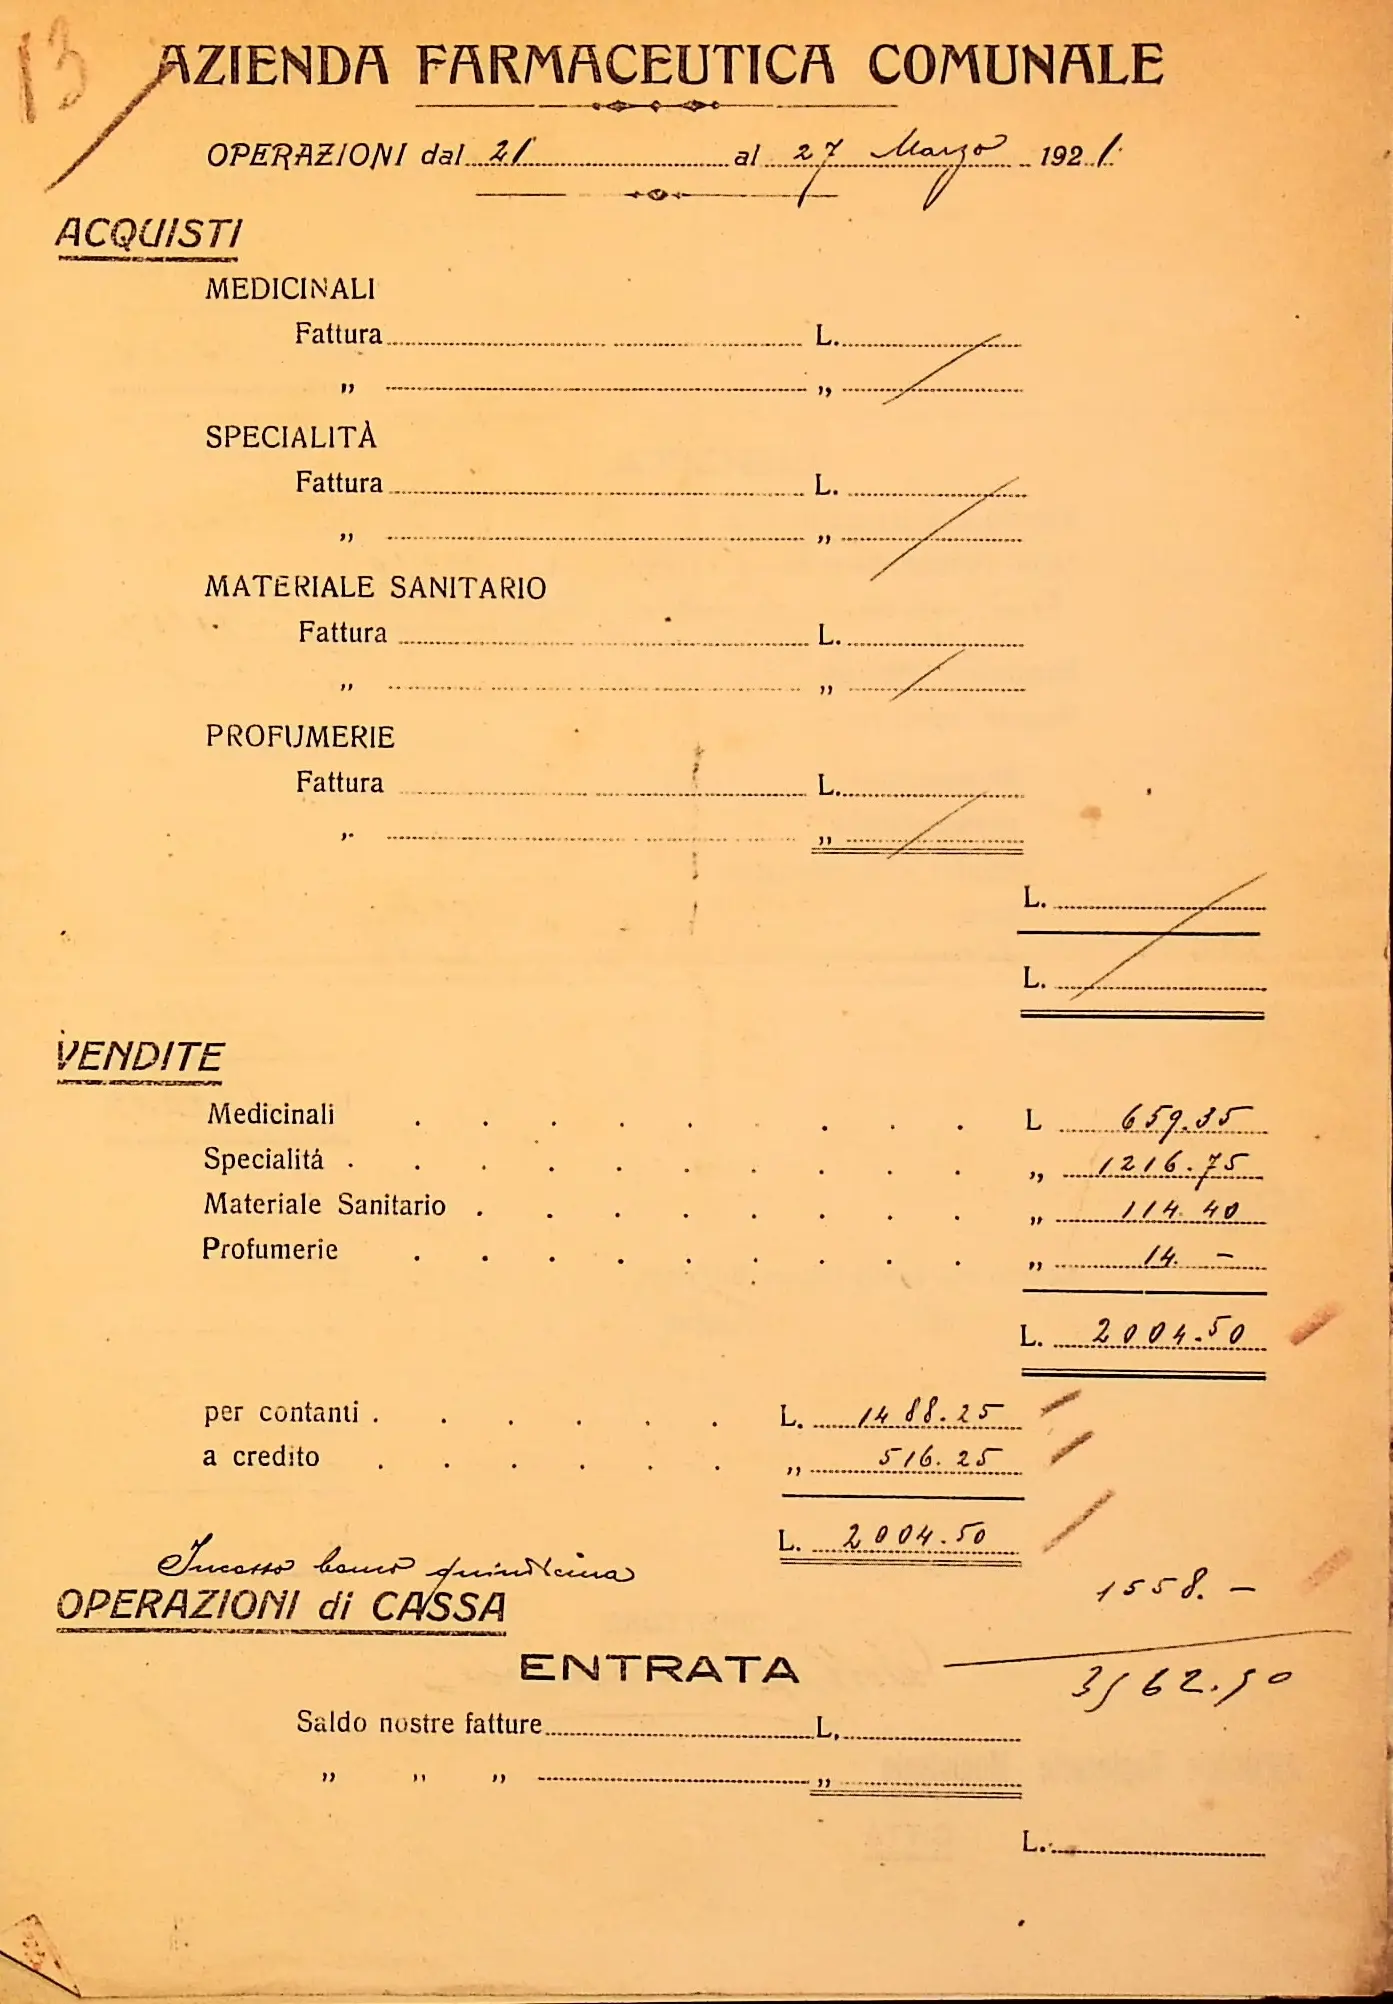 13
AZIENDA FARMACEUTICA COMUNALE
OPERAZIONI dal 21 al 27 Marzo 1921.
ACQUISTI
MEDICINALI
Fattura L.
„ „
SPECIALITÀ
Fattura L.
„ „
MATERIALE SANITARIO
Fattura L.
„ „
PROFUMERIE
Fattura L.
„ „
L.
L.
VENDITE
Medicinali L 659.35
Specialitá „ 1216.75
Materiale Sanitario „ 114.40
Profumerie „ 14.—
L. 2004.50
per contanti L. 1488.25
a credito „ 516.25
L. 2004.50
Incasso banco quindicina 1558.—
OPERAZIONI di CASSA
3562.50
ENTRATA
Saldo nostre fatture L.
„ „ „ „
L.